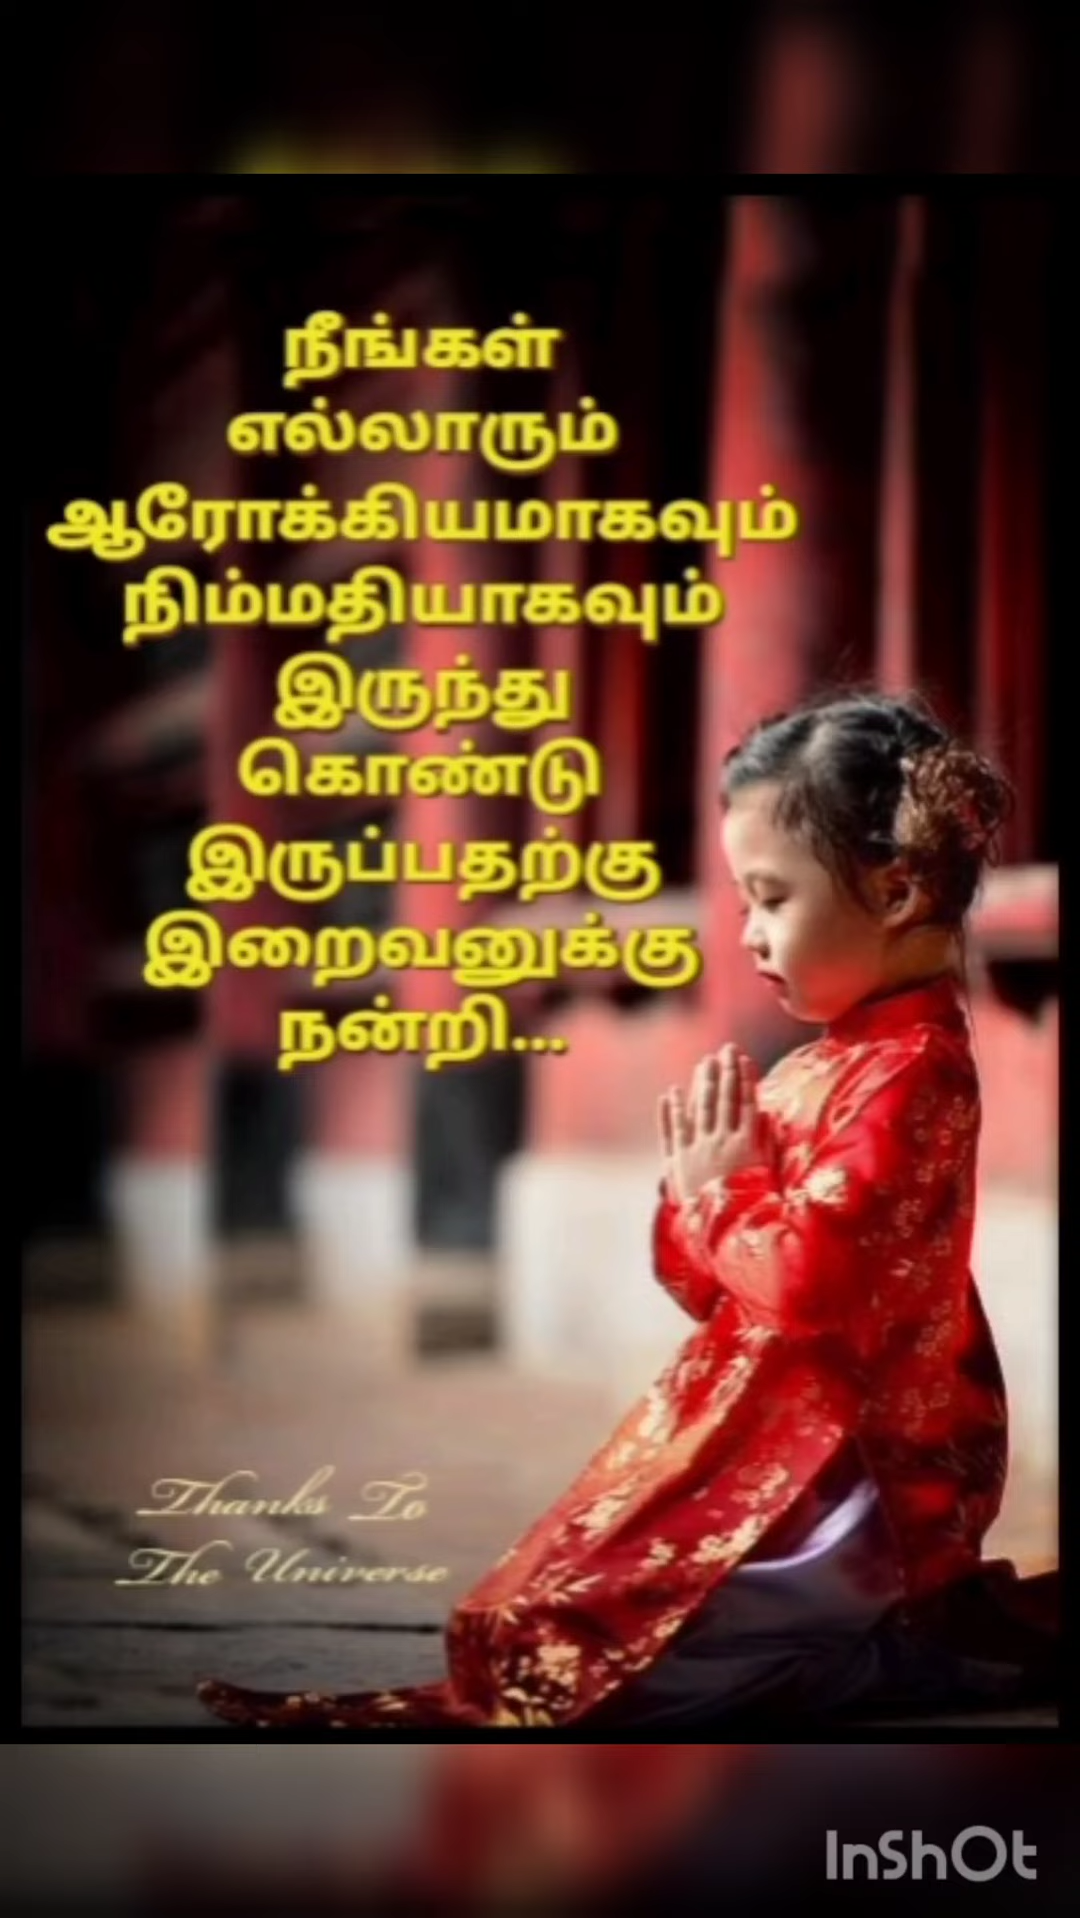 நீங்கள்
எல்லாரும்
ஆரோக்கியமாகவும்
நிம்மதியாகவும்
இருந்து
கொண்டு
இருப்பதற்கு
இறைவனுக்கு
நன்றி...
Thanks To
The Universe
InShOt